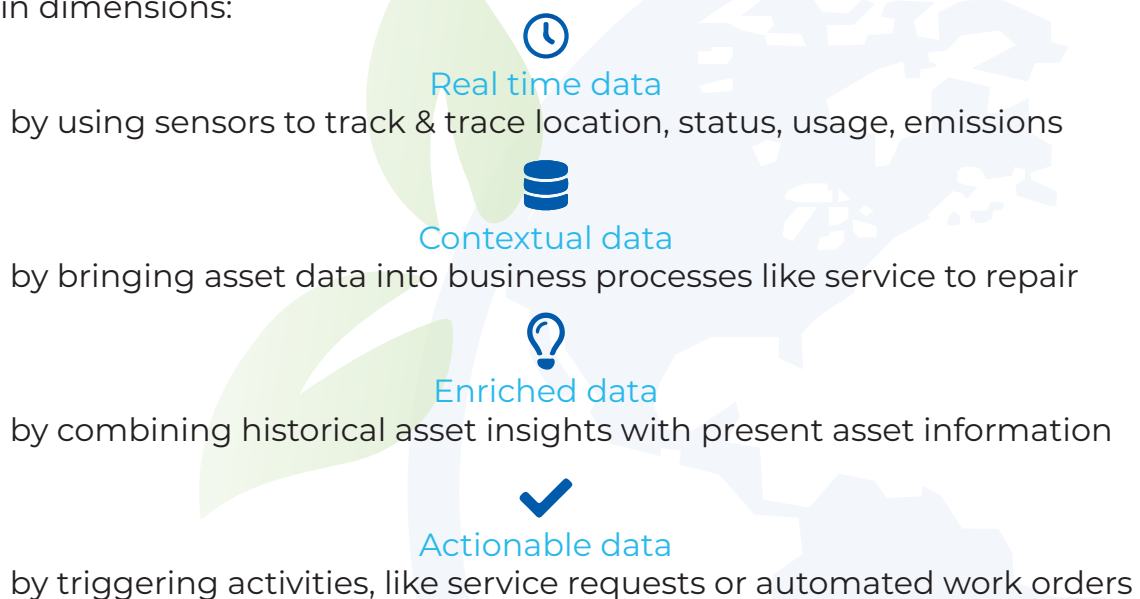 in dimensions:
Real time data
by using sensors to track & trace location, status, usage, emissions
Contextual data
by bringing asset data into business processes like service to repair
Enriched data
by combining historical asset insights with present asset information
Actionable data
by triggering activities, like service requests or automated work orders